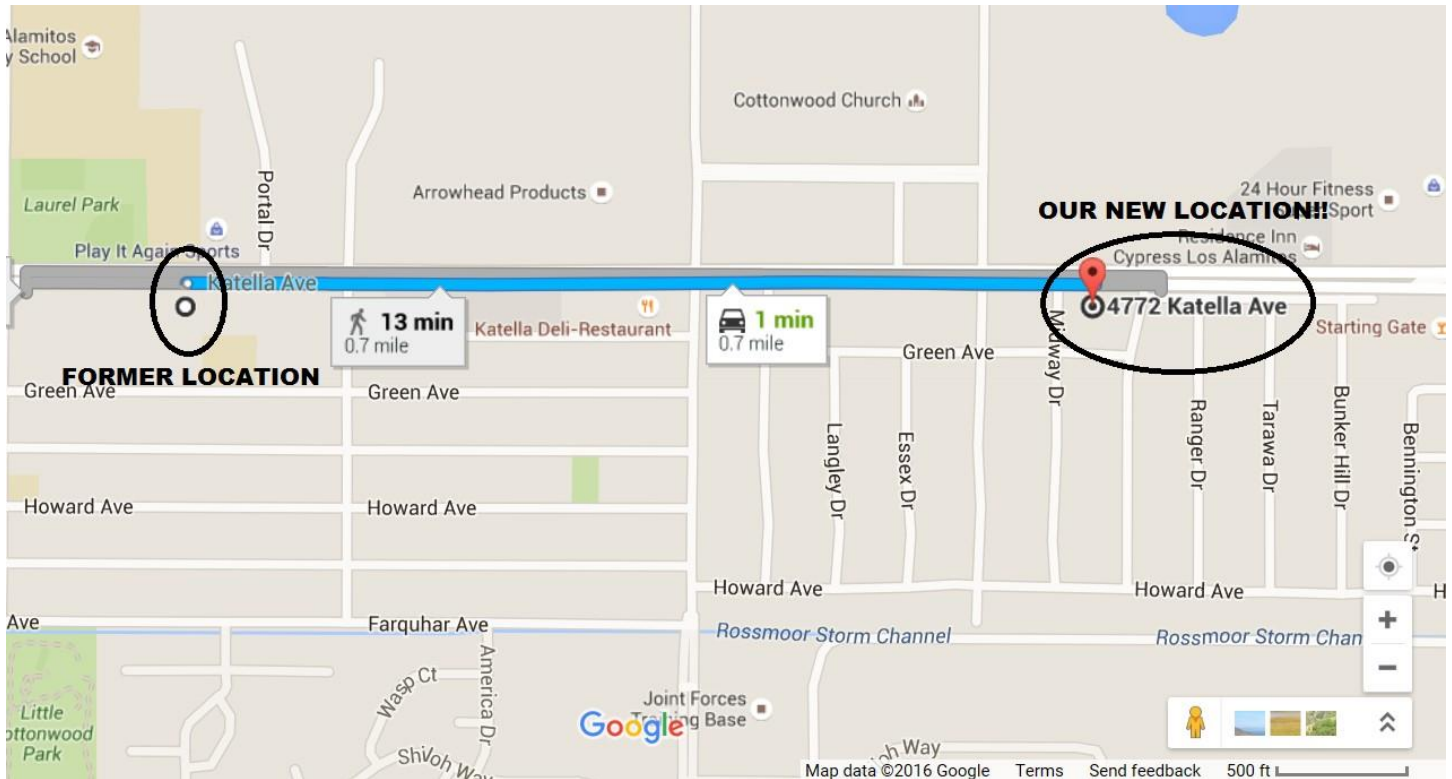 Alamitos
y School
Cottonwood Church
Laurel Park
Portal Dr
Arrowhead Products
24 Hour Fitness
Sport
OUR NEW LOCATION!!
Play It Again Sports
Residence Inn
Cypress Los Alamitos
Katella Ave
4772 Katella Ave
13 min
0.7 mile
Katella Deli-Restaurant
1 min
0.7 mile
Starting Gate
FORMER LOCATION
Green Ave
Green Ave
Green Ave
Midway Dr
Langley Dr
Essex Dr
Ranger Dr
Tarawa Dr
Bunker Hill Dr
Bennington St
Howard Ave
Howard Ave
Howard Ave
Howard Ave
H
Ave
Farquhar Ave
Rossmoor Storm Channel
Rossmoor Storm Chan
Wasp Ct
America Dr
Little
ottonwood
Park
Joint Forces
Training Base
Google
Shiloh Way
oh Way
Map data ©2016 Google Terms Send feedback 500 ft